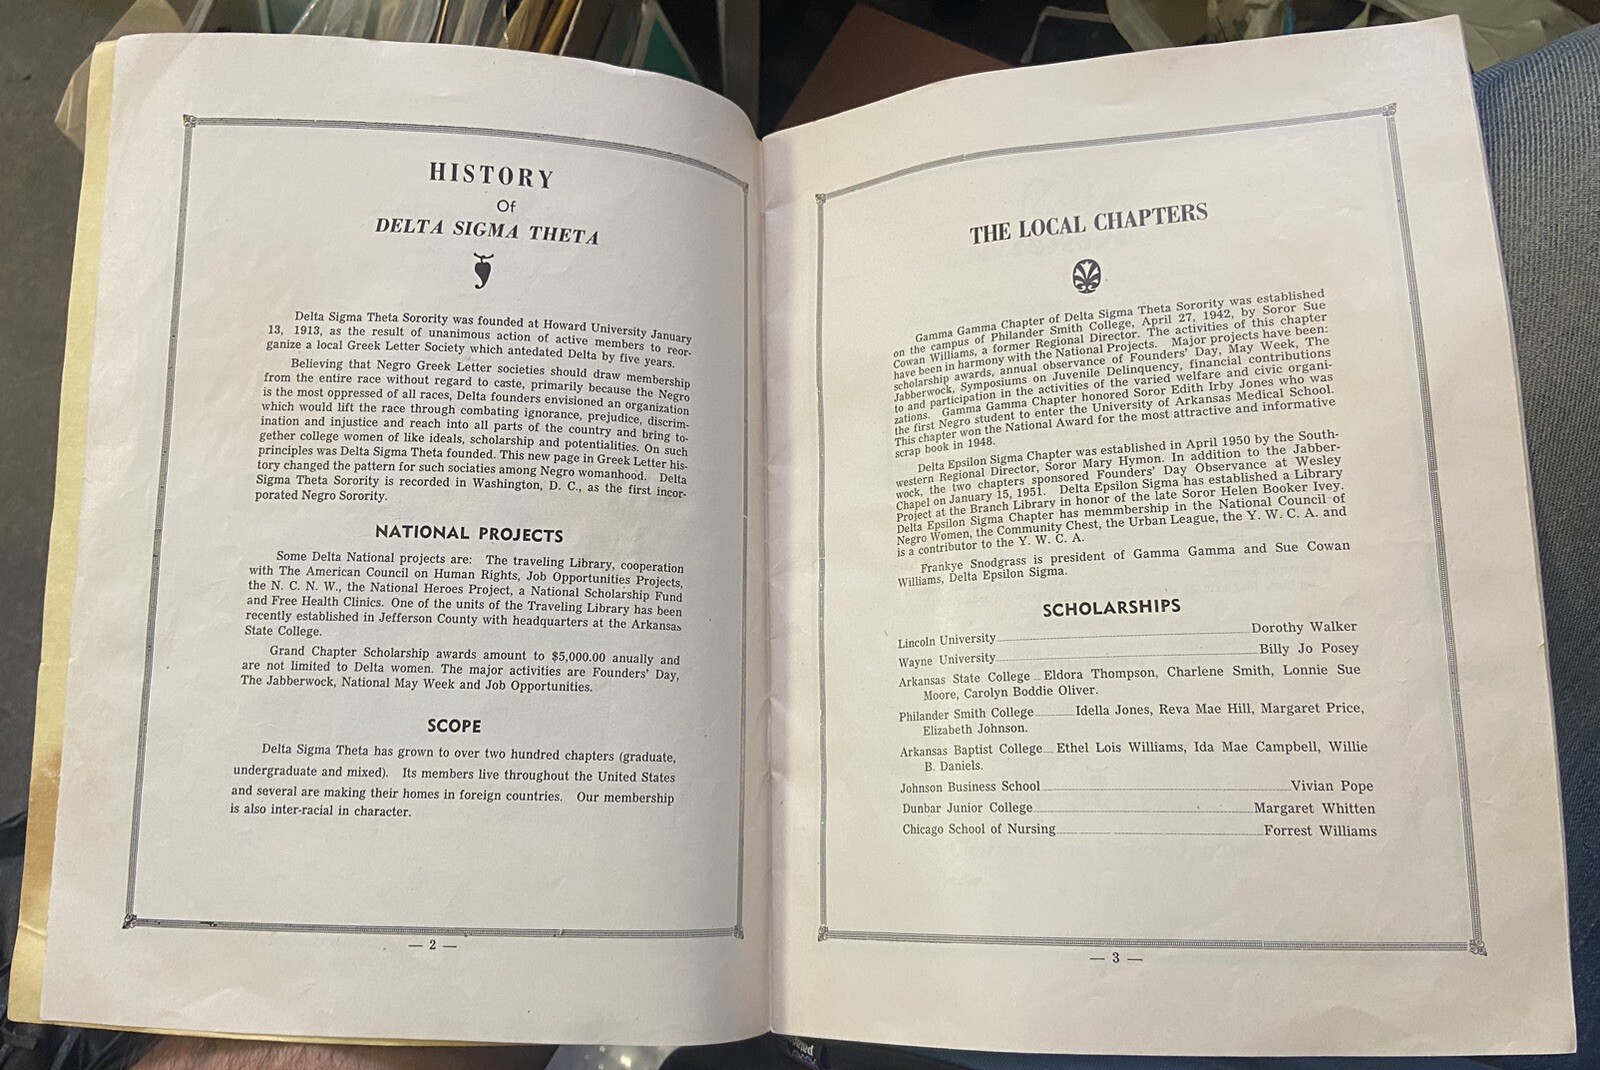 HISTORY
Of
DELTA SIGMA THETA
Delta Sigma Theta Sorority was founded at Howard University January
13, 1913, as the result of unanimous action of active members to reor-
ganize a local Greek Letter Society which antedated Delta by five years.
Believing that Negro Greek Letter societies should draw membership
from the entire race without regard to caste, primarily because the Negro
is the most oppressed of all races, Delta founders envisioned an organization
which would lift the race through combating ignorance, prejudice, discrim-
ination and injustice and reach into all parts of the country and bring to-
gether college women of like ideals, scholarship and potentialities. On such
principles was Delta Sigma Theta founded. This new page in Greek Letter his-
tory changed the pattern for such sociaties among Negro womanhood. Delta
Sigma Theta Sorority is recorded in Washington, D. C., as the first incor-
porated Negro Sorority.
NATIONAL PROJECTS
Some Delta National projects are: The traveling Library, cooperation
with The American Council on Human Rights, Job Opportunities Projects,
the N. C. N. W., the National Heroes Project, a National Scholarship Fund
and Free Health Clinics. One of the units of the Traveling Library has been
recently established in Jefferson County with headquarters at the Arkansas
State College.
Grand Chapter Scholarship awards amount to $5,000.00 anually and
are not limited to Delta women. The major activities are Founders' Day,
The Jabberwock, National May Week and Job Opportunities.
SCOPE
Delta Sigma Theta has grown to over two hundred chapters (graduate,
undergraduate and mixed). Its members live throughout the United States
and several are making their homes in foreign countries. Our membership
is also inter-racial in character.
— 2 —
THE LOCAL CHAPTERS
Gamma Gamma Chapter of Delta Sigma Theta Sorority was established
on the campus of Philander Smith College, April 27, 1942, by Soror Sue
Cowan Williams, a former Regional Director. The activities of this chapter
have been in harmony with the National Projects. Major projects have been:
scholarship awards, annual observance of Founders' Day, May Week, The
Jabberwock, Symposiums on Juvenile Delinquency, financial contributions
to and participation in the activities of the varied welfare and civic organi-
zations. Gamma Gamma Chapter honored Soror Edith Irby Jones who was
the first Negro student to enter the University of Arkansas Medical School.
This chapter won the National Award for the most attractive and informative
scrap book in 1948.
Delta Epsilon Sigma Chapter was established in April 1950 by the South-
western Regional Director, Soror Mary Hymon. In addition to the Jabber-
wock, the two chapters sponsored Founders' Day Observance at Wesley
Chapel on January 15, 1951. Delta Epsilon Sigma has established a Library
Project at the Branch Library in honor of the late Soror Helen Booker Ivey.
Delta Epsilon Sigma Chapter has memmbership in the National Council of
Negro Women, the Community Chest, the Urban League, the Y. W. C. A. and
is a contributor to the Y. W. C. A.
Frankye Snodgrass is president of Gamma Gamma and Sue Cowan
Williams, Delta Epsilon Sigma.
SCHOLARSHIPS
Lincoln University Dorothy Walker
Wayne University Billy Jo Posey
Arkansas State College Eldora Thompson, Charlene Smith, Lonnie Sue
Moore, Carolyn Boddie Oliver.
Philander Smith College Idella Jones, Reva Mae Hill, Margaret Price,
Elizabeth Johnson.
Arkansas Baptist College Ethel Lois Williams, Ida Mae Campbell, Willie
B. Daniels.
Johnson Business School Vivian Pope
Dunbar Junior College Margaret Whitten
Chicago School of Nursing Forrest Williams
— 3 —